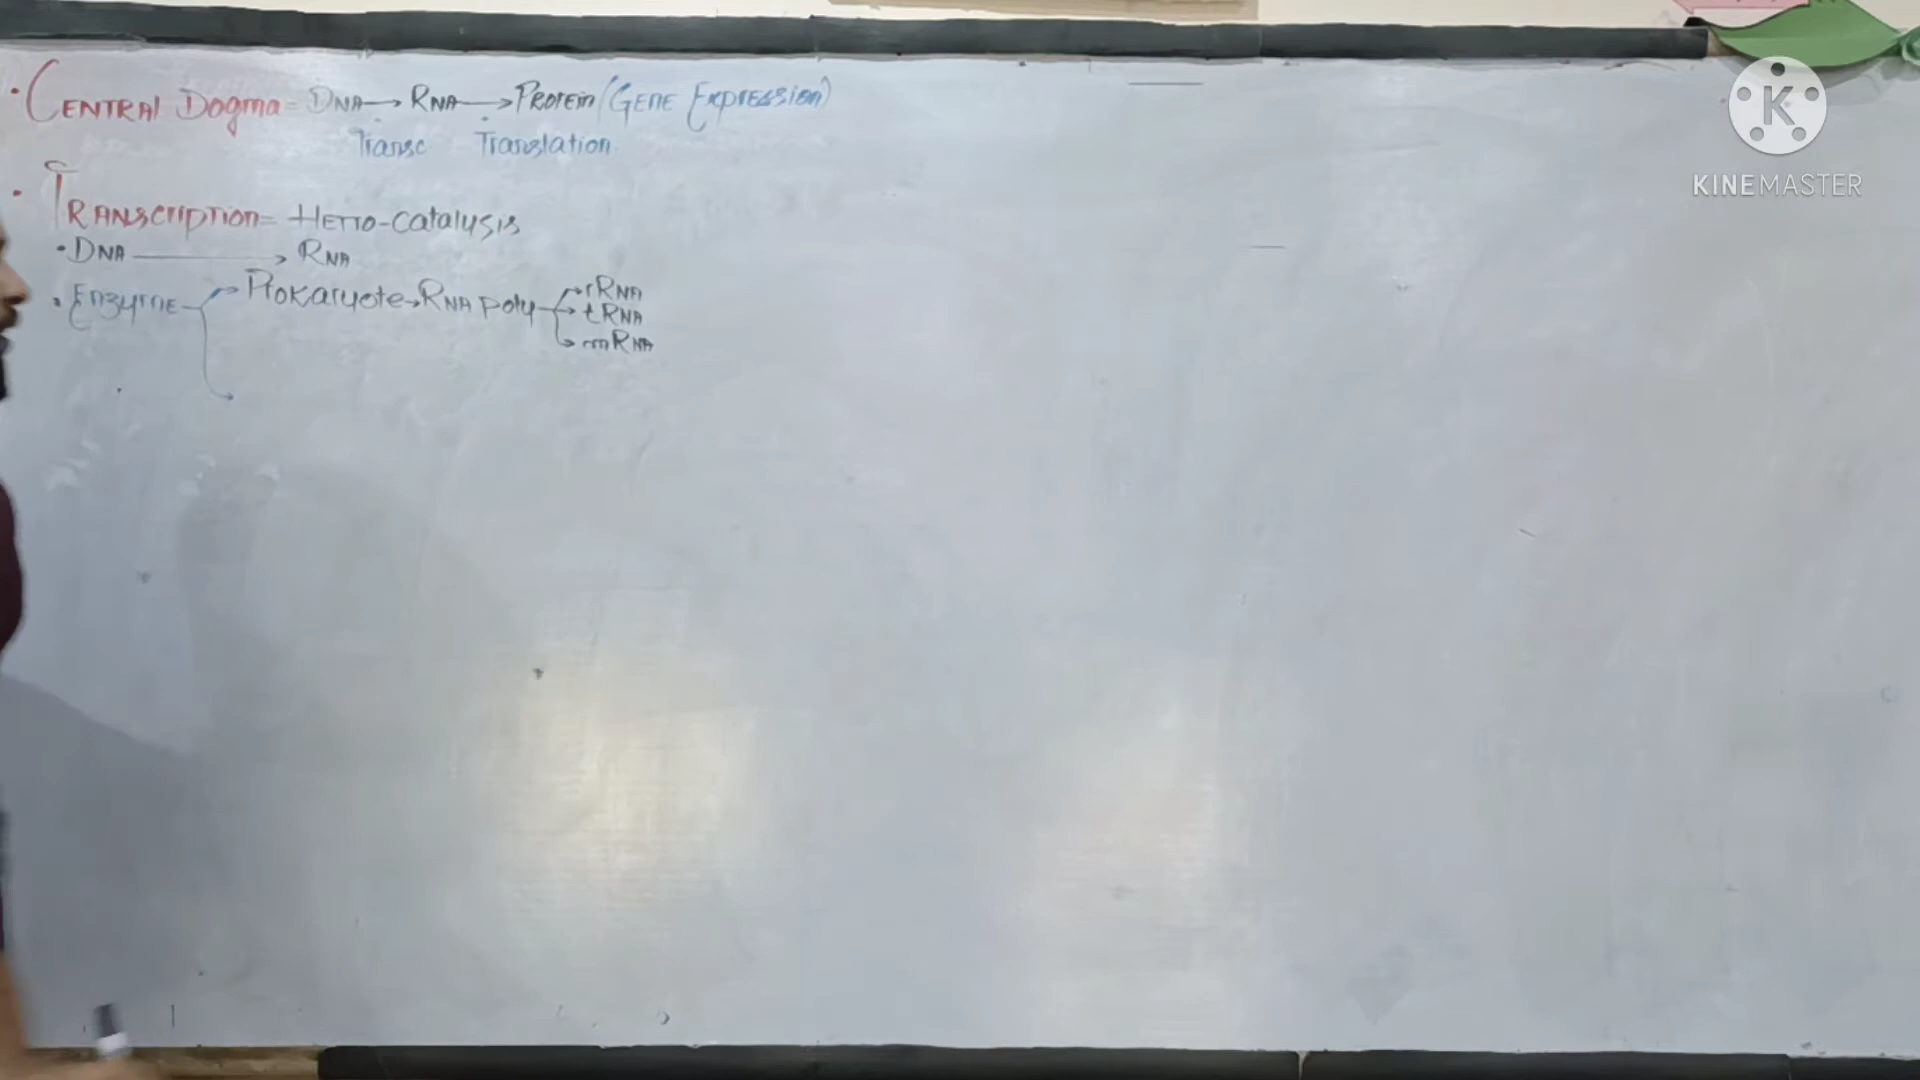 · CENTRAL Dogma = DNA → RNA → Protein (GENE Expression)
Transc Translation.
· TRANscription = HETTO-catalysis
· DNA → RNA
· Enzyme → Prokaryote → RNA poly → rRNA
→ tRNA
→ mRNA
KINEMASTER